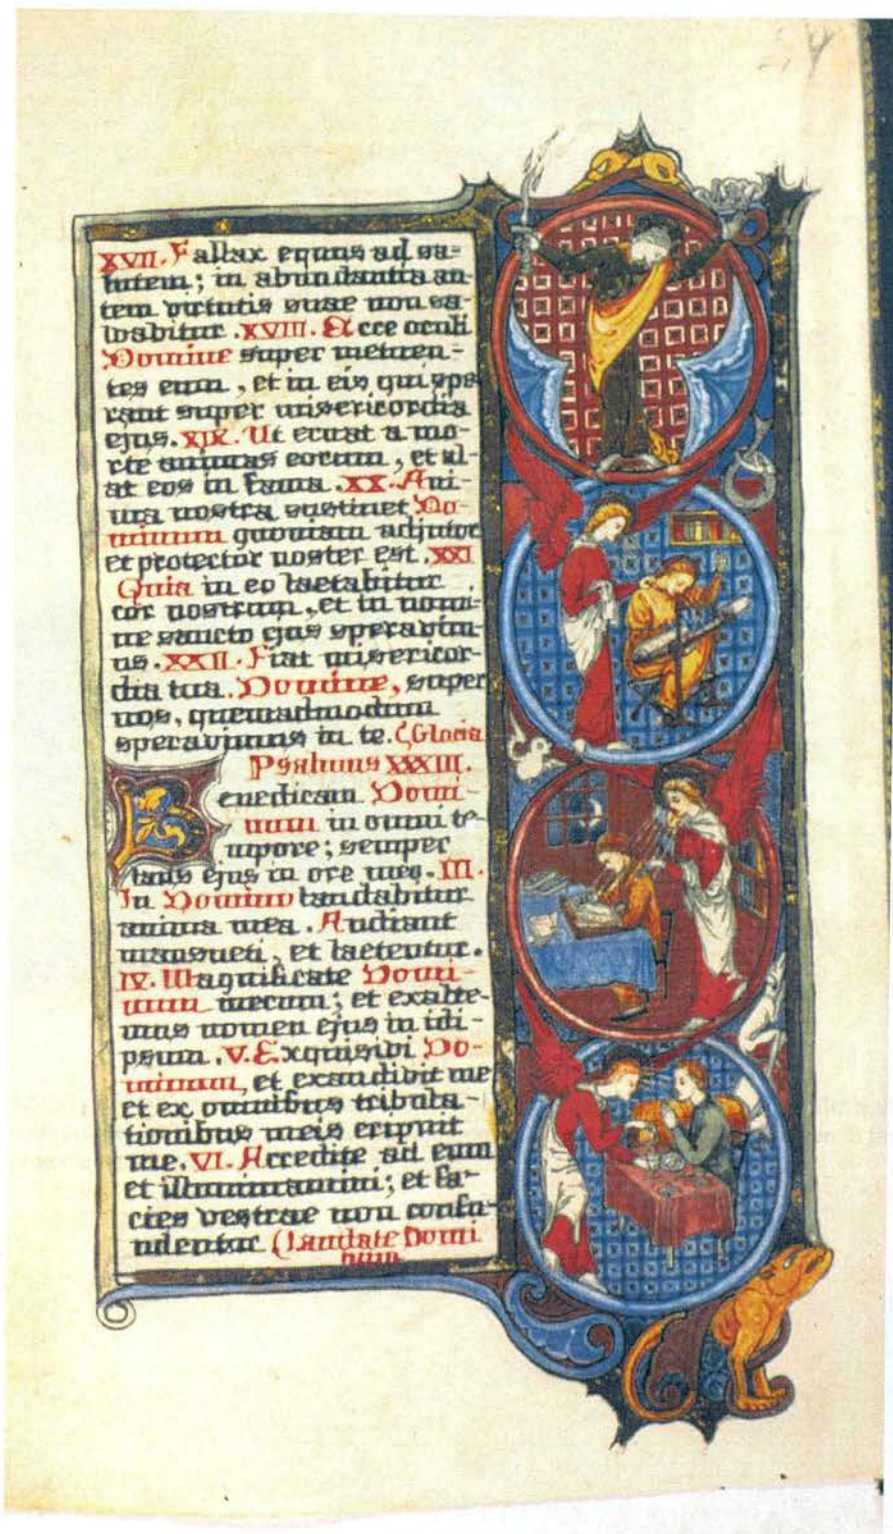 XVII. Fallax equus ad sa-
lutem; in abundantia au-
tem virtutis suae non sa-
lvabitur. XVIII. Ecce oculi
Domine super metuen-
tes eum, et in eis qui spe
rant super misericordia
ejus. XIX. Ut eruat a mo-
rte animas eorum, et al-
at eos in fama. XX. Ani-
ma nostra sustinet Do-
minum quoniam adjutor
et protector noster est. XXI
Quia in eo laetabitur
cor nostrum, et in nomi-
ne sancto ejus speravim-
us. XXII. Fiat misericor-
dia tua. Domine, super
nos, quemadmodum
speravimus in te. (Gloria
Psalmus XXXIII.
Benedicam Domi-
num in omni te-
mpore; semper
laus ejus in ore meo. III.
In Domino laudabitur
anima mea. Audiant
mansueti, et laetentur.
IV. Magnificate Domi-
num mecum; et exalte-
mus nomen ejus in idi-
psum. V. Exquisivi Do-
minum, et exaudivit me
et ex omnibus tribula-
tionibus meis eripuit
me. VI. Accedite ad eum
et illuminamini; et fa-
cies vestrae non confu-
ndentur (Laudate Domi
num